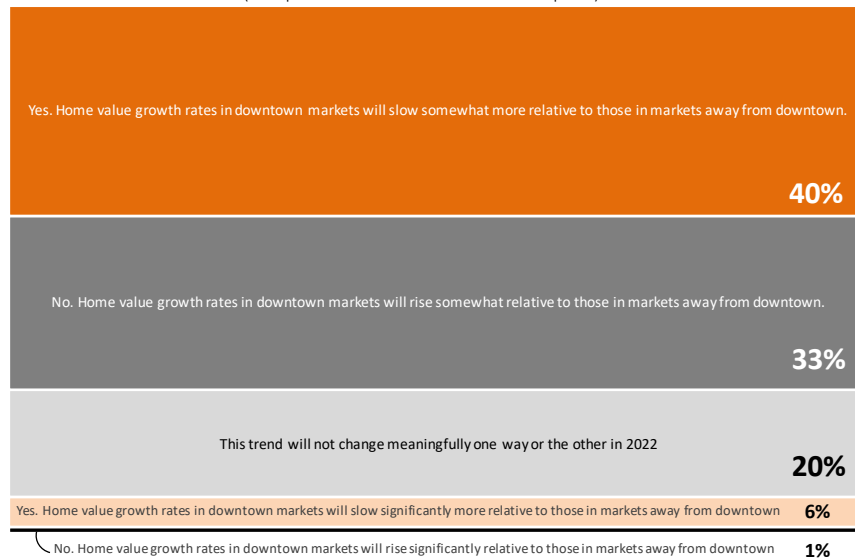 Yes. Home value growth rates in downtown markets will slow somewhat more relative to those in markets away from downtown.
40%
No. Home value growth rates in downtown markets will rise somewhat relative to those in markets away from downtown.
33%
This trend will not change meaningfully one way or the other in 2022
20%
Yes. Home value growth rates in downtown markets will slow significantly more relative to those in markets away from downtown 6%
No. Home value growth rates in downtown markets will rise significantly relative to those in markets away from downtown 1%